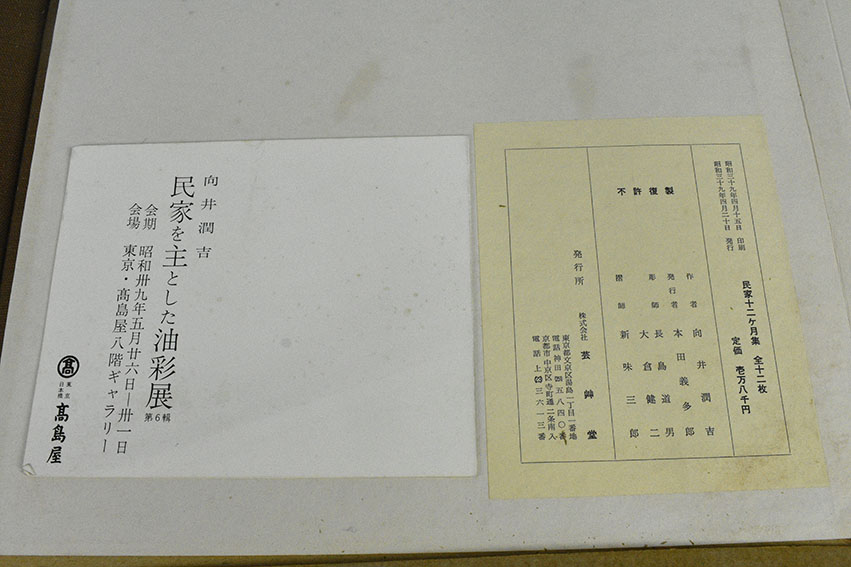 向井潤吉
民家を主とした油彩展 第6輯
会期 昭和卅九年五月廿六日―卅一日
会場 東京・髙島屋八階ギャラリー
髙 東京 日本橋 髙島屋
昭和三十九年四月十五日 印刷
昭和三十九年四月二十日 発行
民家十二ケ月集 全十二枚
定価 壱万八千円
不許復製
作者 向井潤吉
発行者 本田義多郎
彫師 長島道男
大倉健二
摺師 新味三郎
発行所 株式会社 芸艸堂
東京都文京区湯島一丁目一番地
京都市中京区寺町通二条南入